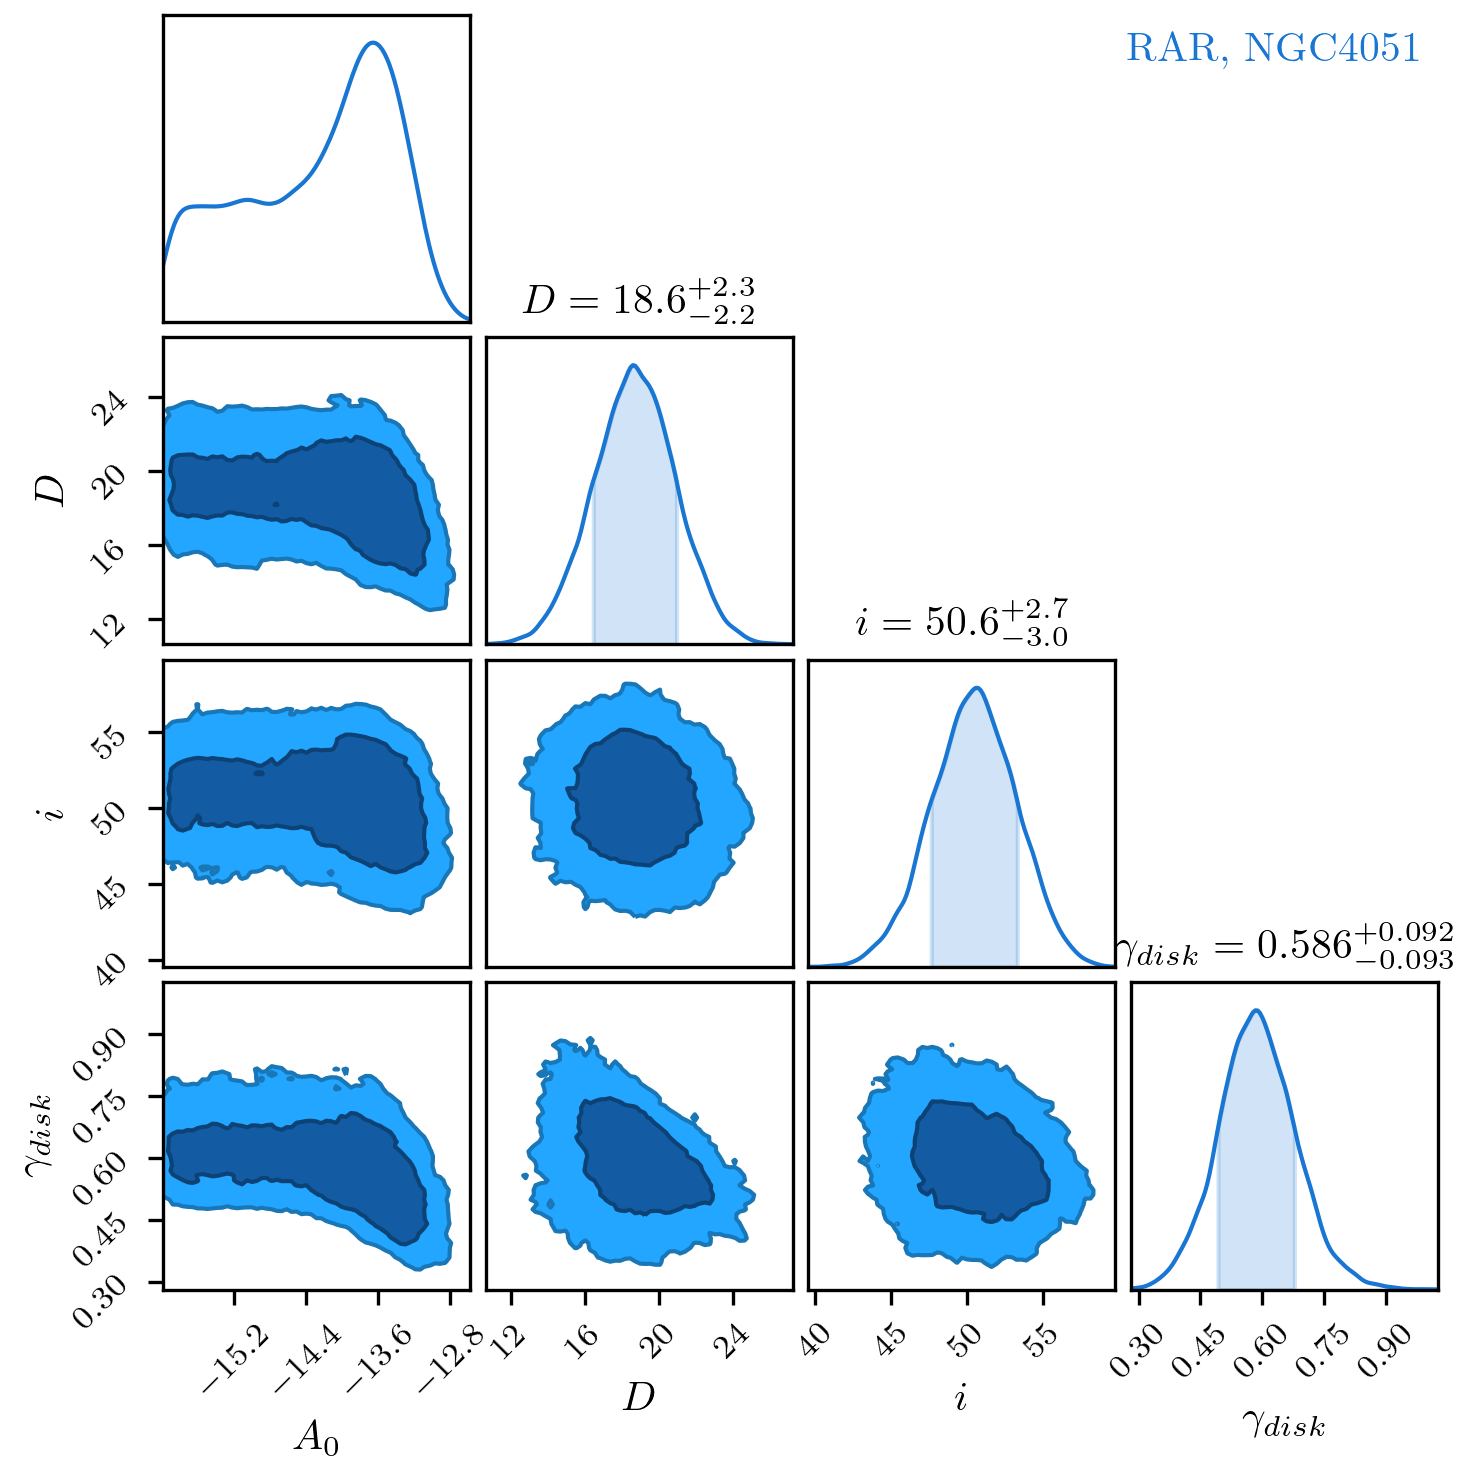 RAR, NGC4051
D = 18.6^{+2.3}_{-2.2}
24
20
16
12
D
i = 50.6^{+2.7}_{-3.0}
55
50
45
40
i
γ_{disk} = 0.586^{+0.092}_{-0.093}
0.90
0.75
0.60
0.45
0.30
γ_{disk}
−15.2 −14.4 −13.6 −12.8
12 16 20 24
40 45 50 55
0.30 0.45 0.60 0.75 0.90
A_0
D
i
γ_{disk}